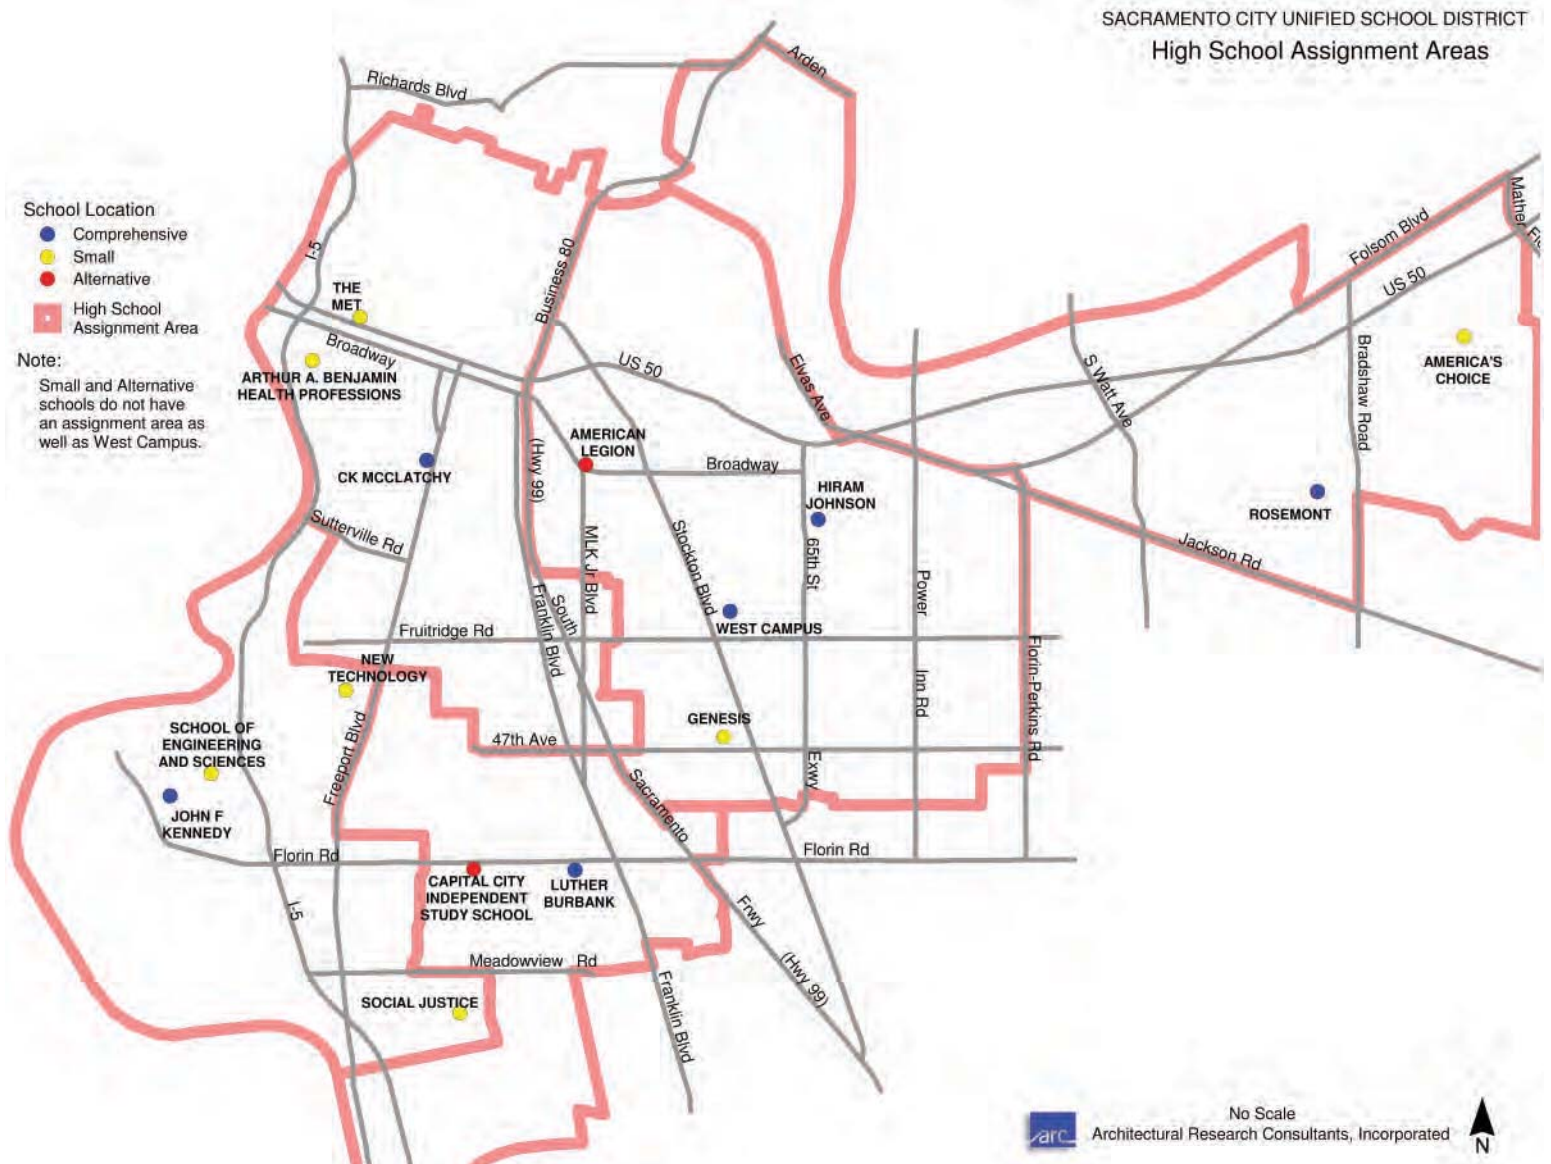 SACRAMENTO CITY UNIFIED SCHOOL DISTRICT
High School Assignment Areas
Arden
Richards Blvd
School Location
Comprehensive
Small
Alternative
High School
Assignment Area
Note:
Small and Alternative
schools do not have
an assignment area as
well as West Campus.
I-5
THE
MET
Broadway
ARTHUR A. BENJAMIN
HEALTH PROFESSIONS
Business 80
US 50
Elvas Ave
S Watt Ave
Folsom Blvd
US 50
Mather
Bradshaw Road
AMERICA'S
CHOICE
CK MCCLATCHY
(Hwy 99)
AMERICAN
LEGION
Broadway
HIRAM
JOHNSON
ROSEMONT
Sutterville Rd
MLK Jr Blvd
Stockton Blvd
65th St
Power
Jackson Rd
Franklin Blvd
South
WEST CAMPUS
Fruitridge Rd
NEW
TECHNOLOGY
Inn Rd
Florin-Perkins Rd
SCHOOL OF
ENGINEERING
AND SCIENCES
Freeport Blvd
47th Ave
GENESIS
Expwy
Sacramento
JOHN F
KENNEDY
Florin Rd
Florin Rd
CAPITAL CITY
INDEPENDENT
STUDY SCHOOL
LUTHER
BURBANK
I-5
Frwy
Meadowview Rd
(Hwy 99)
SOCIAL JUSTICE
Franklin Blvd
No Scale
arc
Architectural Research Consultants, Incorporated
N